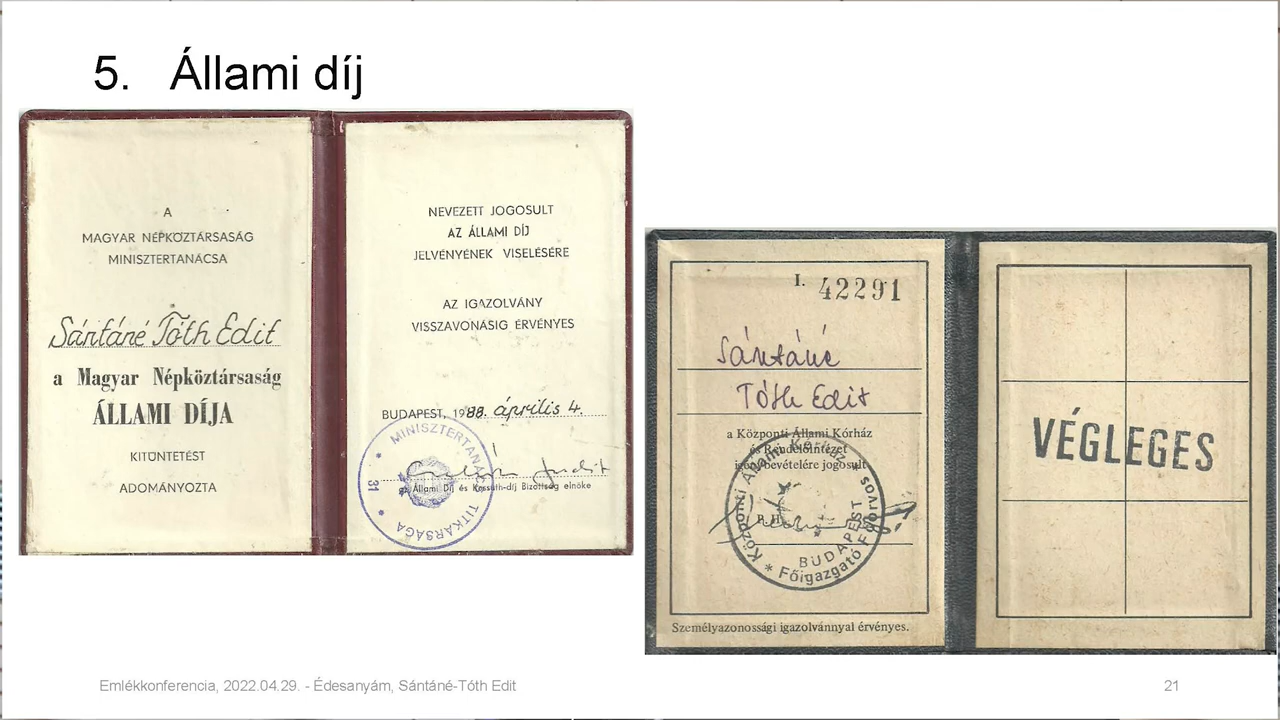 5. Állami díj
A
MAGYAR NÉPKÖZTÁRSASÁG
MINISZTERTANÁCSA
Sántáné Tóth Edit
a Magyar Népköztársaság
ÁLLAMI DÍJA
KITÜNTETÉST
ADOMÁNYOZTA
NEVEZETT JOGOSULT
AZ ÁLLAMI DÍJ
JELVÉNYÉNEK VISELÉSÉRE
AZ IGAZOLVÁNY
VISSZAVONÁSIG ÉRVÉNYES
BUDAPEST, 1988. április 4.
Állami Díj és Kossuth-díj Bizottság elnöke
MINISZTERTANÁCS TITKÁRSÁGA
31
I. 42291
Sántáné
Tóth Edit
a Központi Állami Kórház
és Rendelőintézet
igénybevételére jogosult
P.H.
Központi Állami Kórház
BUDAPEST
* Főigazgató Főorvos
Személyazonossági igazolvánnyal érvényes.
VÉGLEGES
Emlékkonferencia, 2022.04.29. - Édesanyám, Sántáné-Tóth Edit
21